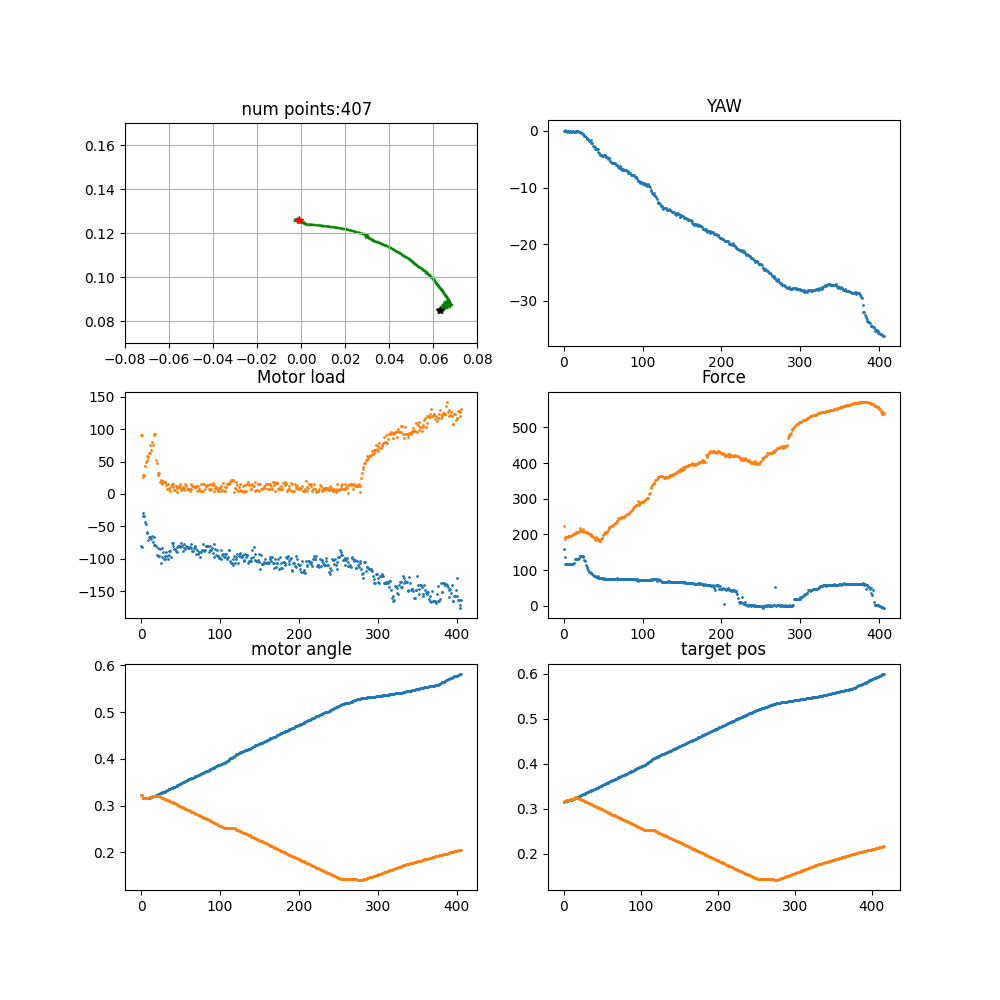 num points:407
0.16
0.14
0.12
0.10
0.08
−0.08 −0.06 −0.04 −0.02 0.00 0.02 0.04 0.06 0.08
YAW
0
−10
−20
−30
0 100 200 300 400
Motor load
150
100
50
0
−50
−100
−150
0 100 200 300 400
Force
500
400
300
200
100
0
0 100 200 300 400
motor angle
0.6
0.5
0.4
0.3
0.2
0 100 200 300 400
target pos
0.6
0.5
0.4
0.3
0.2
0 100 200 300 400